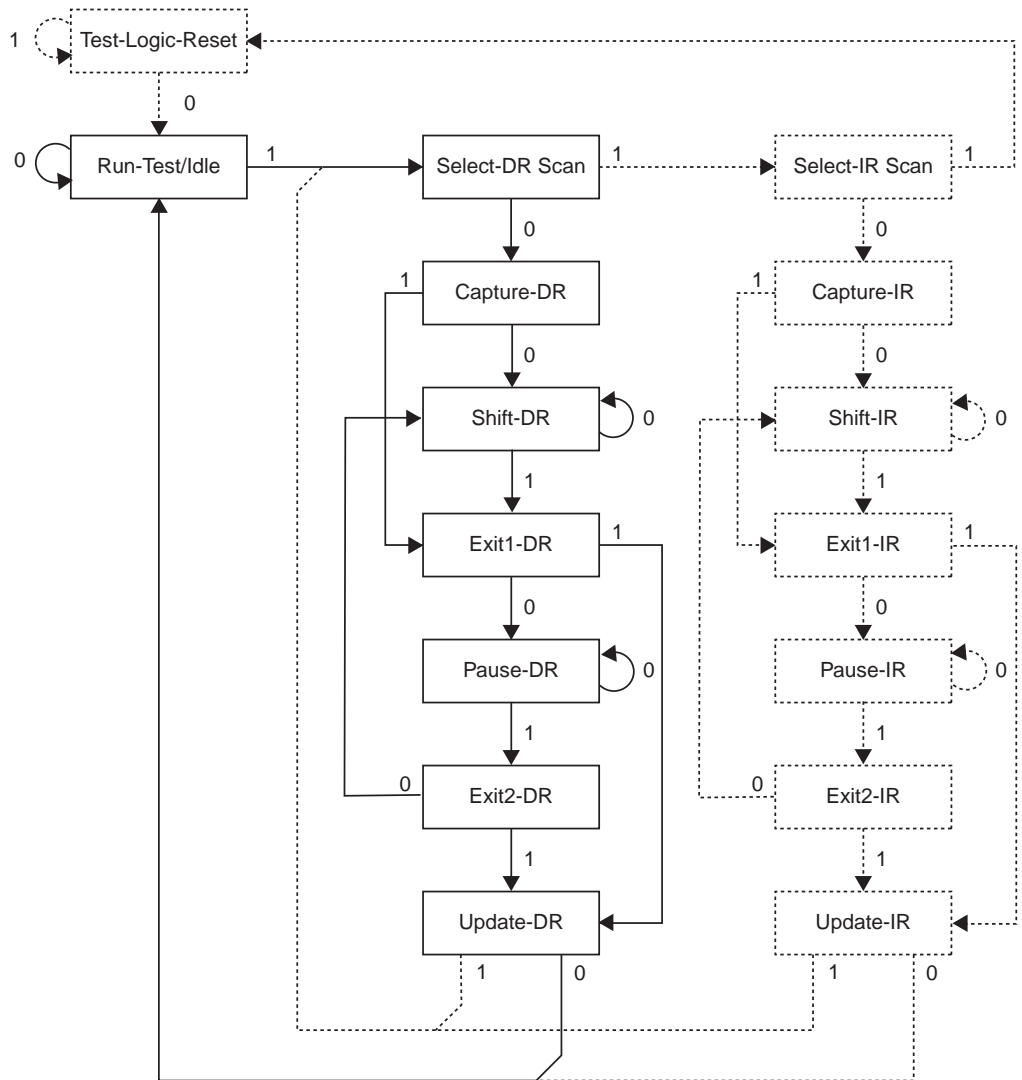 Test-Logic-Reset
1
0
Run-Test/Idle
0
1
Select-DR Scan
1
Select-IR Scan
1
0
0
Capture-DR
1
Capture-IR
1
0
0
Shift-DR
0
Shift-IR
0
1
1
Exit1-DR
1
Exit1-IR
1
0
0
Pause-DR
0
Pause-IR
0
1
1
Exit2-DR
0
Exit2-IR
0
1
1
Update-DR
Update-IR
1
0
1
0